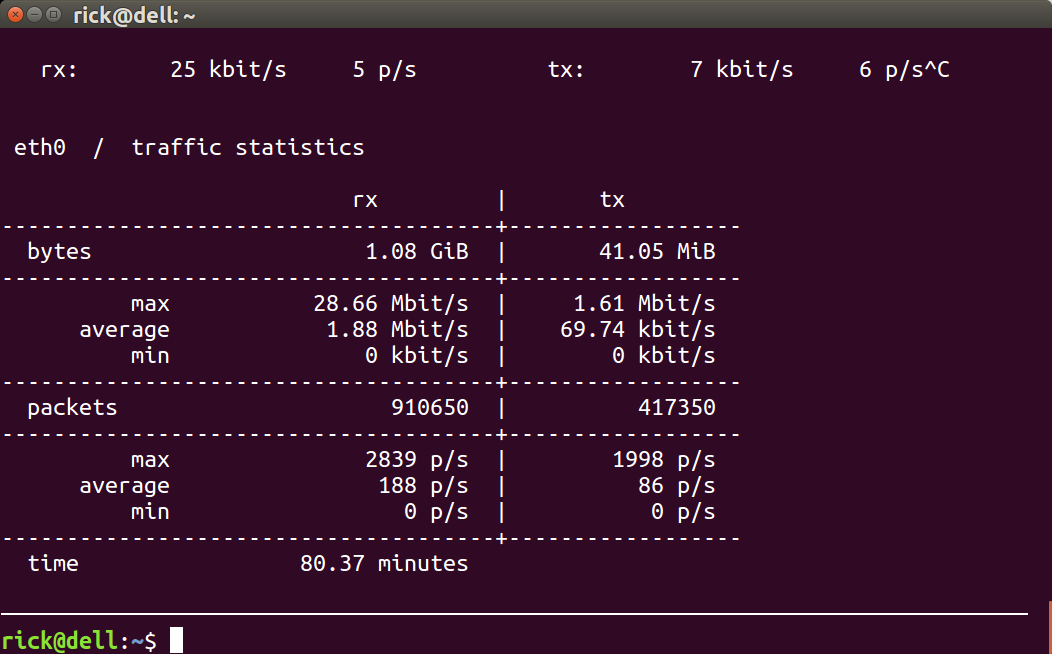 rick@dell: ~
rx:       25 kbit/s     5 p/s          tx:        7 kbit/s     6 p/s^C
eth0  /  traffic statistics
                           rx         |       tx
--------------------------------------+------------------
  bytes                     1.08 GiB  |       41.05 MiB
--------------------------------------+------------------
          max           28.66 Mbit/s  |     1.61 Mbit/s
      average            1.88 Mbit/s  |    69.74 kbit/s
          min               0 kbit/s  |        0 kbit/s
--------------------------------------+------------------
  packets                     910650  |          417350
--------------------------------------+------------------
          max               2839 p/s  |        1998 p/s
      average                188 p/s  |          86 p/s
          min                  0 p/s  |           0 p/s
--------------------------------------+------------------
  time                 80.37 minutes
rick@dell:~$